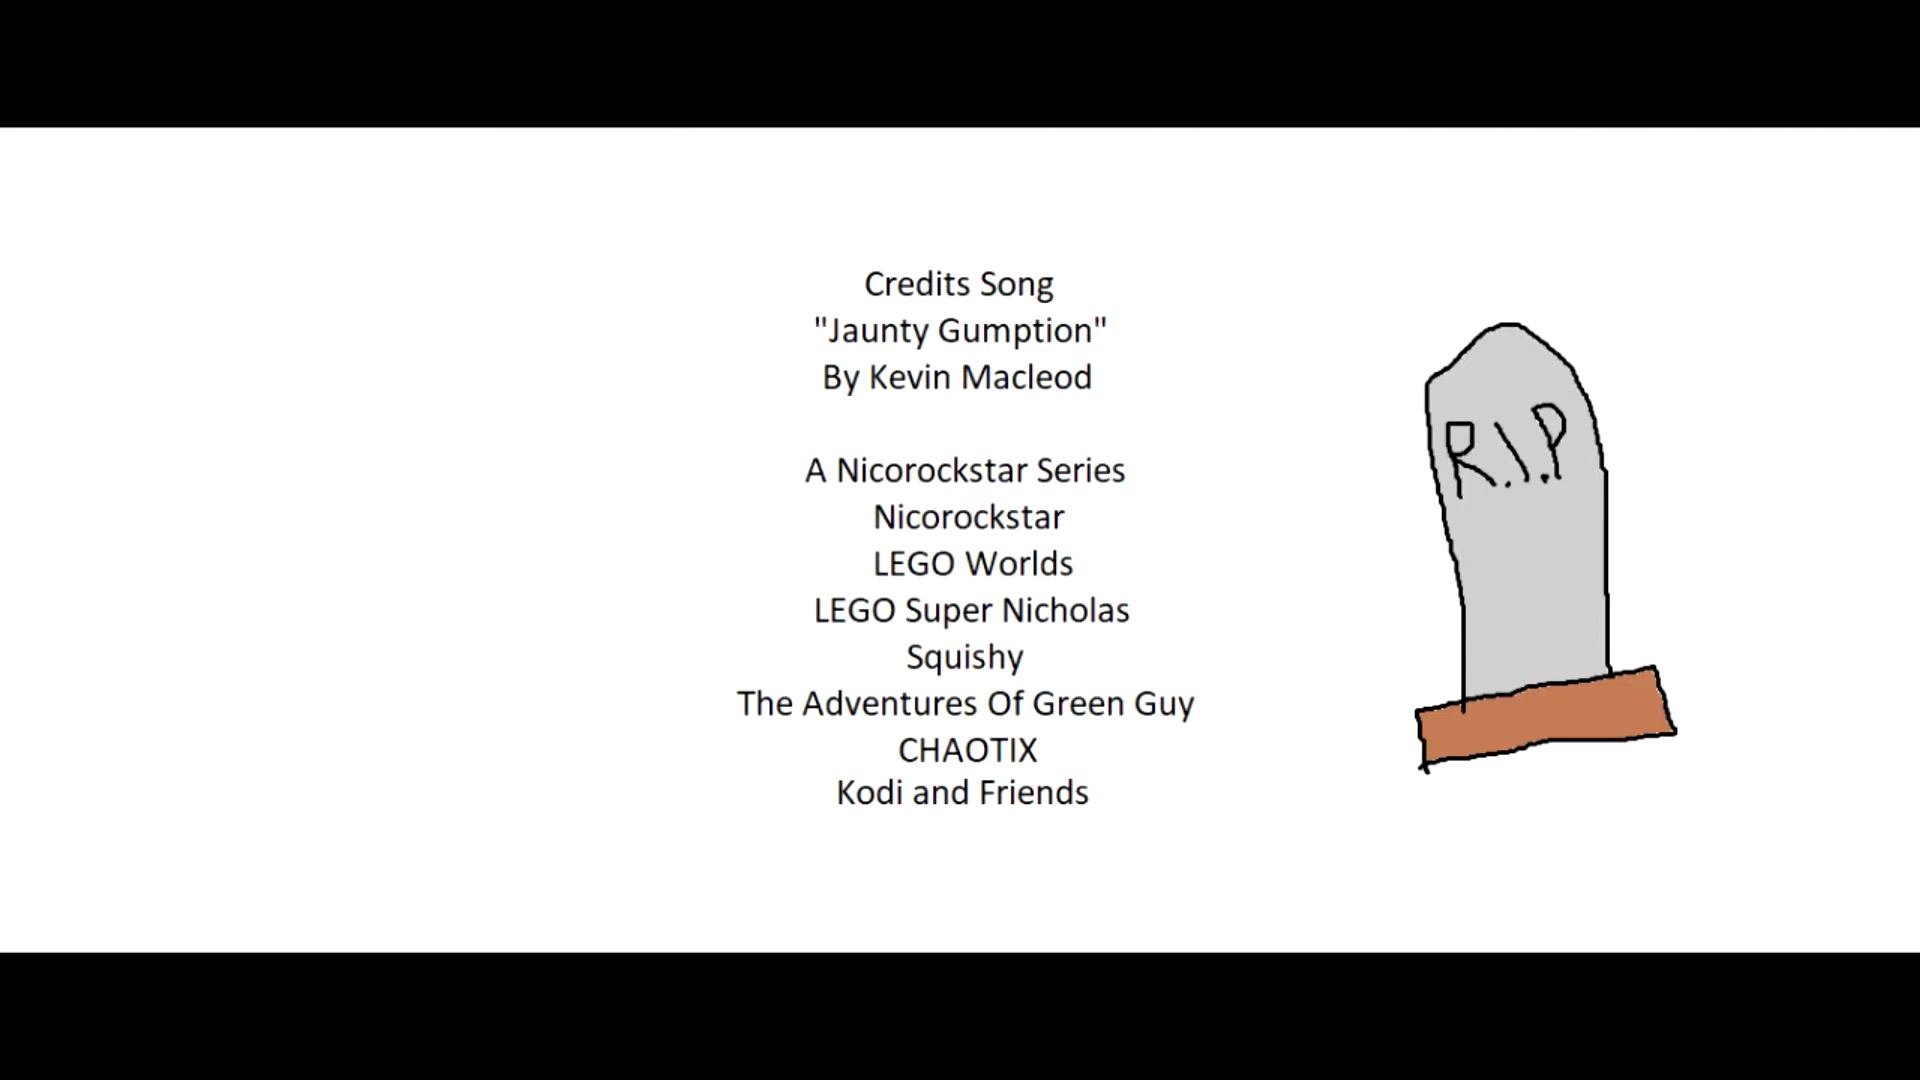 Credits Song
"Jaunty Gumption"
By Kevin Macleod
A Nicorockstar Series
Nicorockstar
LEGO Worlds
LEGO Super Nicholas
Squishy
The Adventures Of Green Guy
CHAOTIX
Kodi and Friends
R.I.P